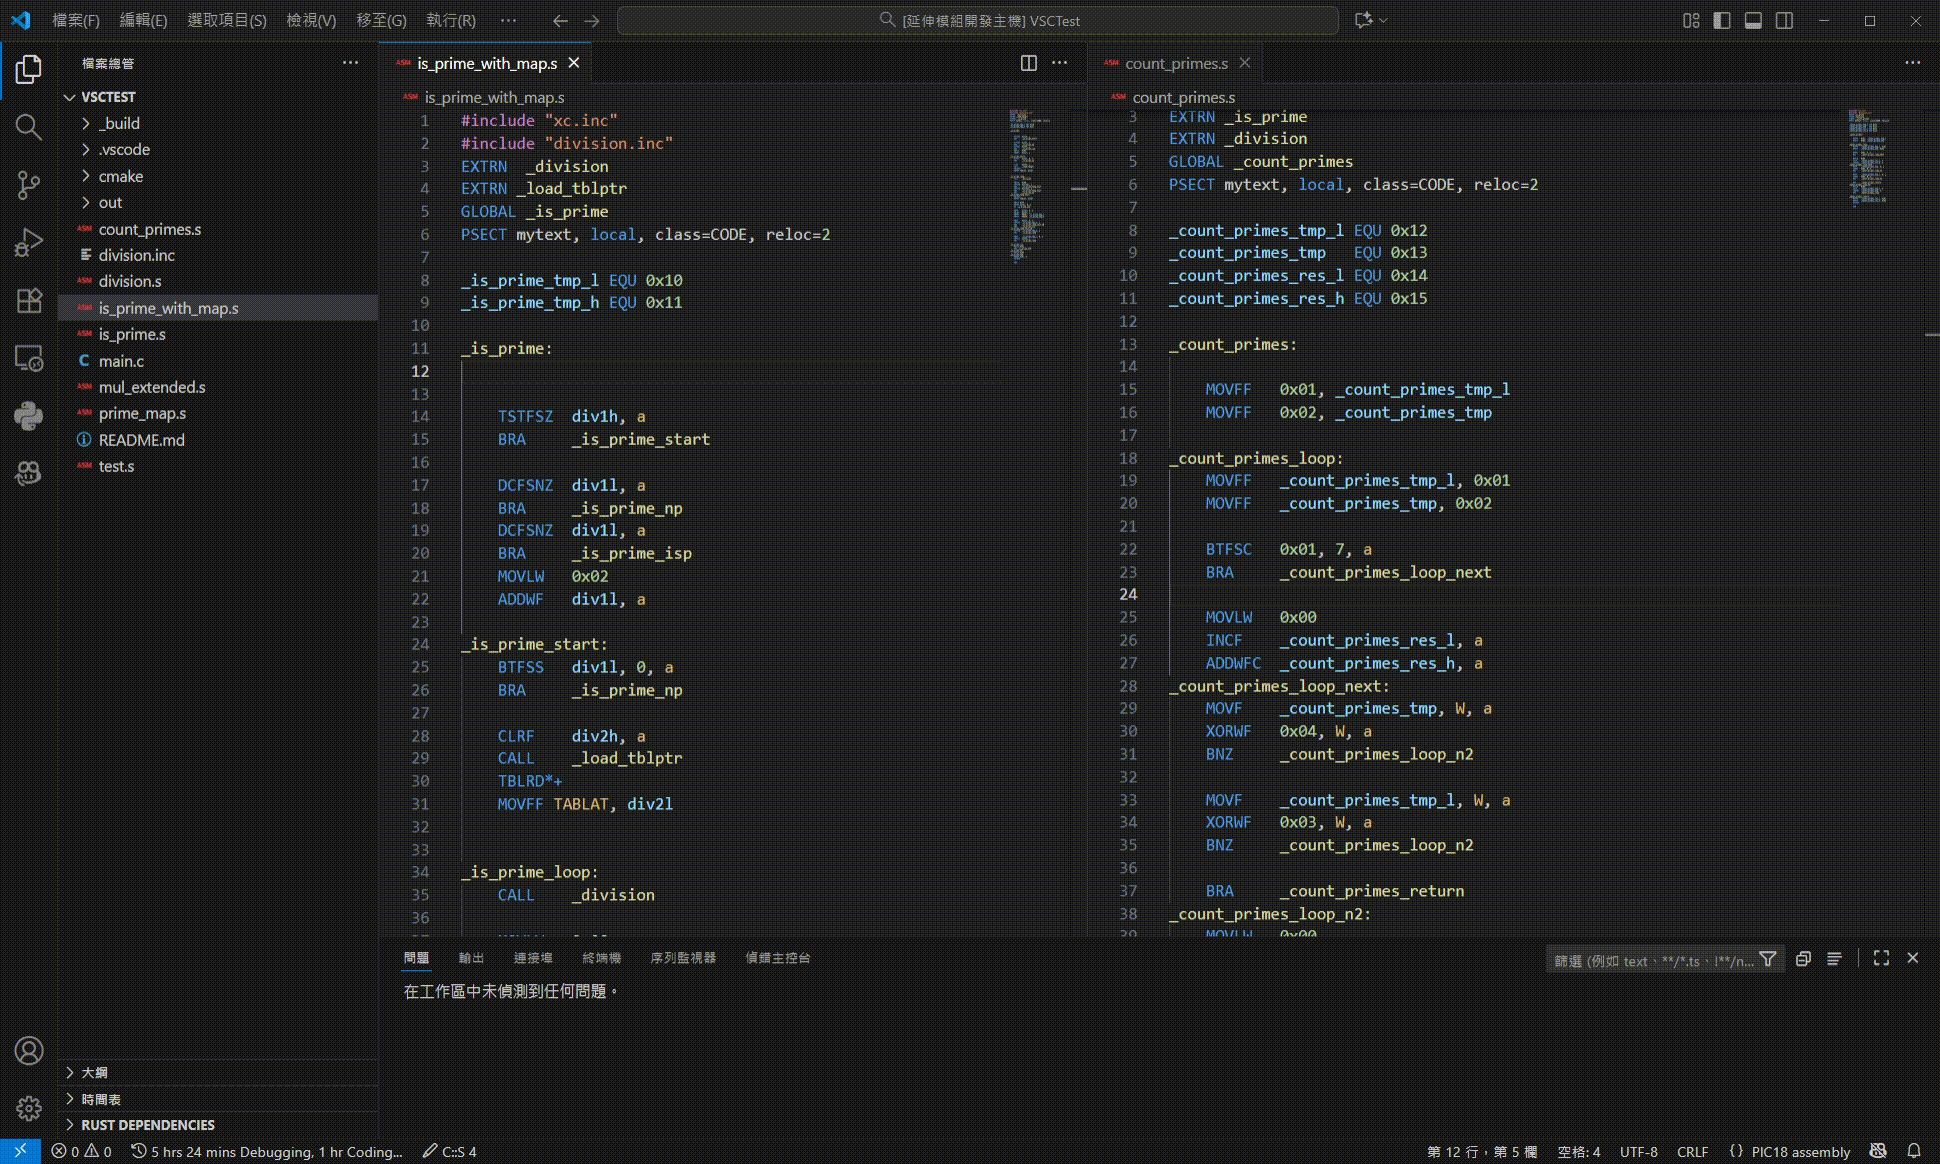 檔案(F) 編輯(E) 選取項目(S) 檢視(V) 移至(G) 執行(R) ··· [延伸模組開發主機] VSCTest
檔案總管
VSCTEST
_build
.vscode
cmake
out
count_primes.s
division.inc
division.s
is_prime_with_map.s
is_prime.s
main.c
mul_extended.s
prime_map.s
README.md
test.s
大綱
時間表
RUST DEPENDENCIES
is_prime_with_map.s
is_prime_with_map.s
1 #include "xc.inc"
2 #include "division.inc"
3 EXTRN  _division
4 EXTRN _load_tblptr
5 GLOBAL _is_prime
6 PSECT mytext, local, class=CODE, reloc=2
7
8 _is_prime_tmp_l EQU 0x10
9 _is_prime_tmp_h EQU 0x11
10
11 _is_prime:
12
13
14     TSTFSZ  div1h, a
15     BRA     _is_prime_start
16
17     DCFSNZ  div1l, a
18     BRA     _is_prime_np
19     DCFSNZ  div1l, a
20     BRA     _is_prime_isp
21     MOVLW   0x02
22     ADDWF   div1l, a
23
24 _is_prime_start:
25     BTFSS   div1l, 0, a
26     BRA     _is_prime_np
27
28     CLRF    div2h, a
29     CALL    _load_tblptr
30     TBLRD*+
31     MOVFF TABLAT, div2l
32
33
34 _is_prime_loop:
35     CALL    _division
36
count_primes.s
count_primes.s
3 EXTRN _is_prime
4 EXTRN _division
5 GLOBAL _count_primes
6 PSECT mytext, local, class=CODE, reloc=2
7
8 _count_primes_tmp_l EQU 0x12
9 _count_primes_tmp   EQU 0x13
10 _count_primes_res_l EQU 0x14
11 _count_primes_res_h EQU 0x15
12
13 _count_primes:
14
15     MOVFF   0x01, _count_primes_tmp_l
16     MOVFF   0x02, _count_primes_tmp
17
18 _count_primes_loop:
19     MOVFF   _count_primes_tmp_l, 0x01
20     MOVFF   _count_primes_tmp, 0x02
21
22     BTFSC   0x01, 7, a
23     BRA     _count_primes_loop_next
24
25     MOVLW   0x00
26     INCF    _count_primes_res_l, a
27     ADDWFC  _count_primes_res_h, a
28 _count_primes_loop_next:
29     MOVF    _count_primes_tmp, W, a
30     XORWF   0x04, W, a
31     BNZ     _count_primes_loop_n2
32
33     MOVF    _count_primes_tmp_l, W, a
34     XORWF   0x03, W, a
35     BNZ     _count_primes_loop_n2
36
37     BRA     _count_primes_return
38 _count_primes_loop_n2:
39     MOVLW   0x00
問題 輸出 連接埠 終端機 序列監視器 偵錯主控台 篩選 (例如 text、**/*.ts、!**/n...
在工作區中未偵測到任何問題。
0 0 5 hrs 24 mins Debugging, 1 hr Coding... C::S 4 第 12 行，第 5 欄 空格: 4 UTF-8 CRLF {} PIC18 assembly